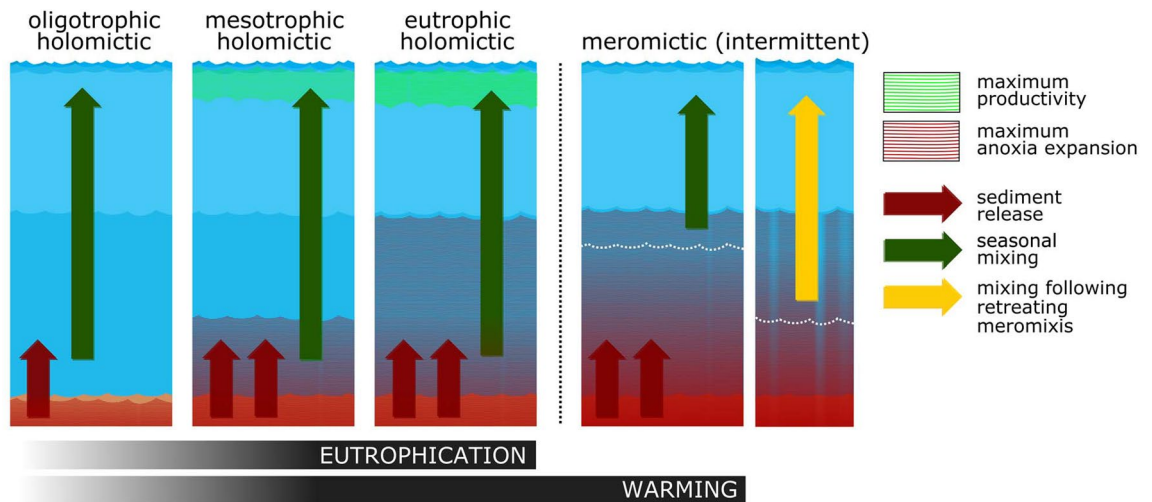 oligotrophic
holomictic
mesotrophic
holomictic
eutrophic
holomictic
meromictic (intermittent)
maximum
productivity
maximum
anoxia expansion
sediment
release
seasonal
mixing
mixing following
retreating
meromixis
EUTROPHICATION
WARMING